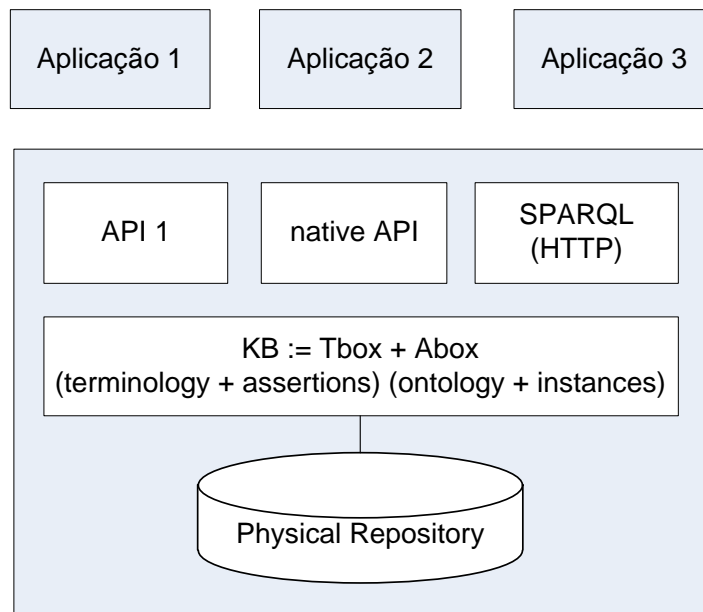 Aplicação 1
Aplicação 2
Aplicação 3
API 1
native API
SPARQL
(HTTP)
KB := Tbox + Abox
(terminology + assertions) (ontology + instances)
Physical Repository